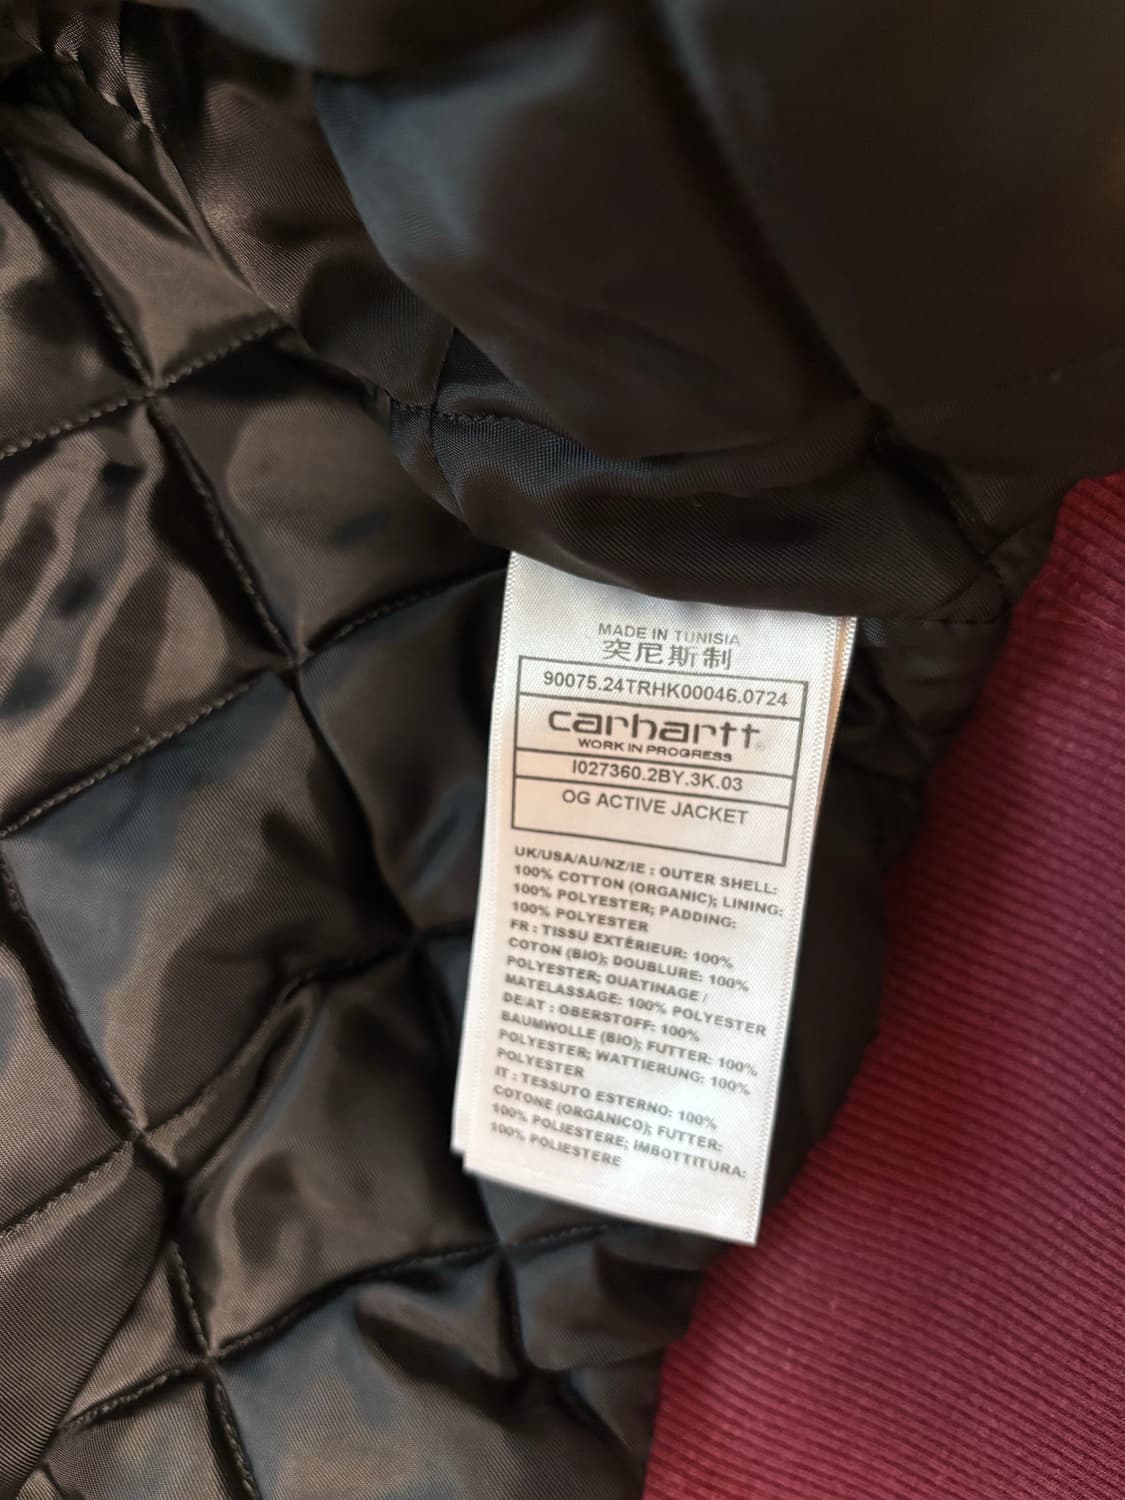 MADE IN TUNISIA
突尼斯制
90075.24TRHK00046.0724
carhartt®
WORK IN PROGRESS
I027360.2BY.3K.03
OG ACTIVE JACKET
UK/USA/AU/NZ/IE : OUTER SHELL:
100% COTTON (ORGANIC); LINING:
100% POLYESTER; PADDING:
100% POLYESTER
FR : TISSU EXTÉRIEUR: 100%
COTON (BIO); DOUBLURE: 100%
POLYESTER; OUATINAGE /
MATELASSAGE: 100% POLYESTER
DE/AT : OBERSTOFF: 100%
BAUMWOLLE (BIO); FUTTER: 100%
POLYESTER; WATTIERUNG: 100%
POLYESTER
IT : TESSUTO ESTERNO: 100%
COTONE (ORGANICO); FUTTER:
100% POLIESTERE; IMBOTTITURA:
100% POLIESTERE